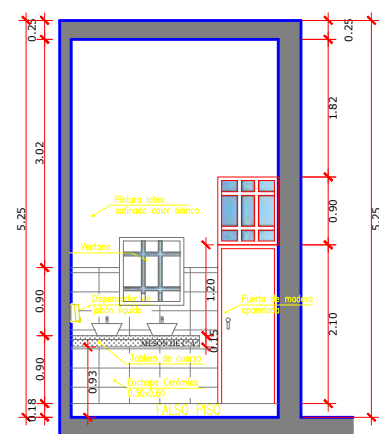 0.25
0.25
3.02
1.82
5.25
5.25
Pintura latex
satinado color blanco
0.90
Ventana
1.20
0.90
Dispensador de
jabón líquido
Puerta de madera
apanelada
2.10
0.15
MESON DE C°A°
0.90
0.93
Tablero de cuarzo
Enchape Cerámico
0.30x0.60
0.18
FALSO PISO